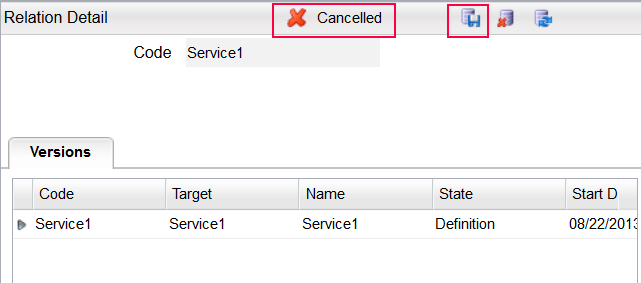 Relation Detail Cancelled
Code Service1
Versions
Code Target Name State Start D
Service1 Service1 Service1 Definition 08/22/2013